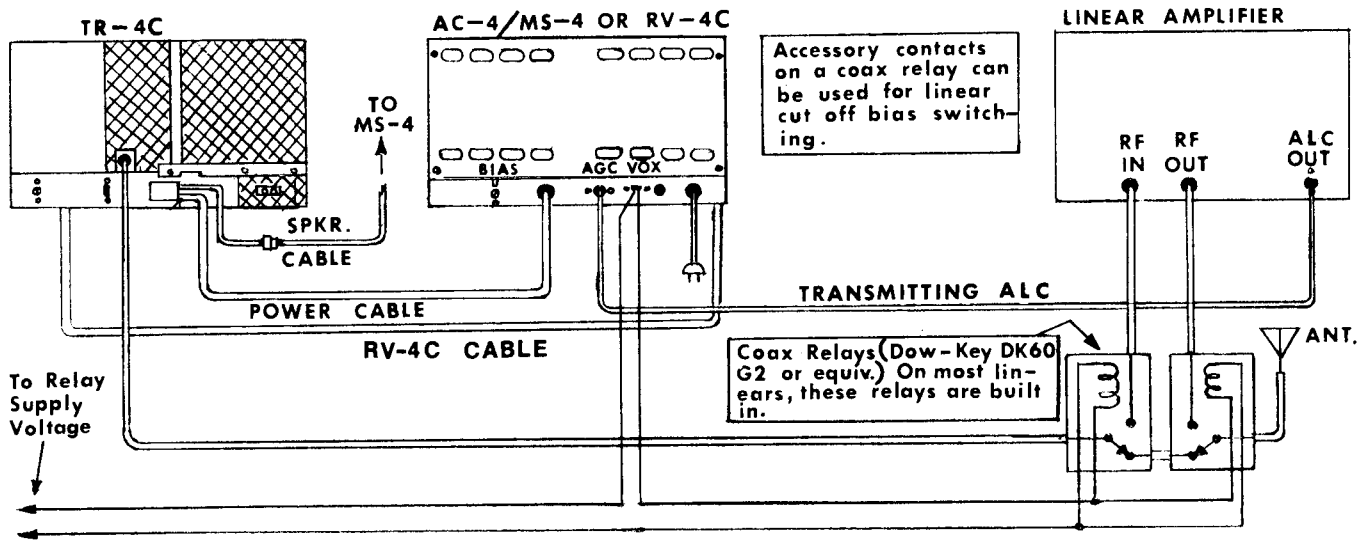 TR-4C
AC-4/MS-4 OR RV-4C
LINEAR AMPLIFIER
Accessory contacts
on a coax relay can
be used for linear
cut off bias switch-
ing.
TO
MS-4
RF
IN
RF
OUT
ALC
OUT
BIAS
AGC VOX
SPKR.
CABLE
POWER CABLE
TRANSMITTING ALC
RV-4C CABLE
ANT.
Coax Relays(Dow-Key DK60
G2 or equiv.) On most lin-
ears, these relays are built
in.
To Relay
Supply
Voltage